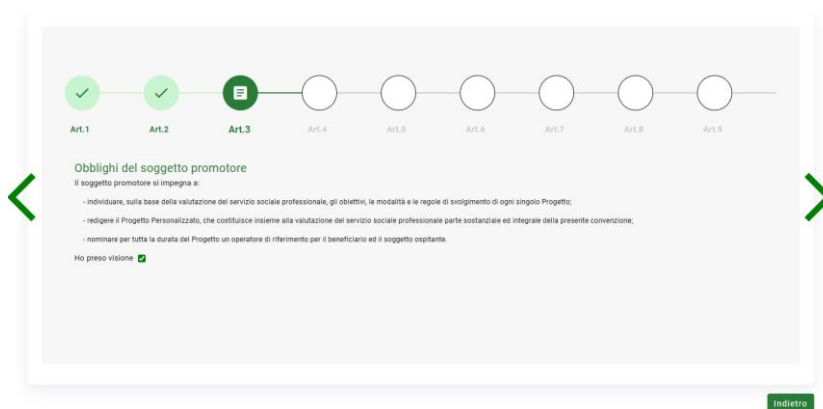 Art.1 Art.2 Art.3 Art.4 Art.5 Art.6 Art.7 Art.8 Art.9
Obblighi del soggetto promotore
Il soggetto promotore si impegna a:
- individuare, sulla base della valutazione del servizio sociale professionale, gli obiettivi, le modalità e le regole di svolgimento di ogni singolo Progetto;
- redigere il Progetto Personalizzato, che costituisce insieme alla valutazione del servizio sociale professionale parte sostanziale ed integrale della presente convenzione;
- nominare per tutta la durata del Progetto un operatore di riferimento per il beneficiario ed il soggetto ospitante.
Ho preso visione
Indietro